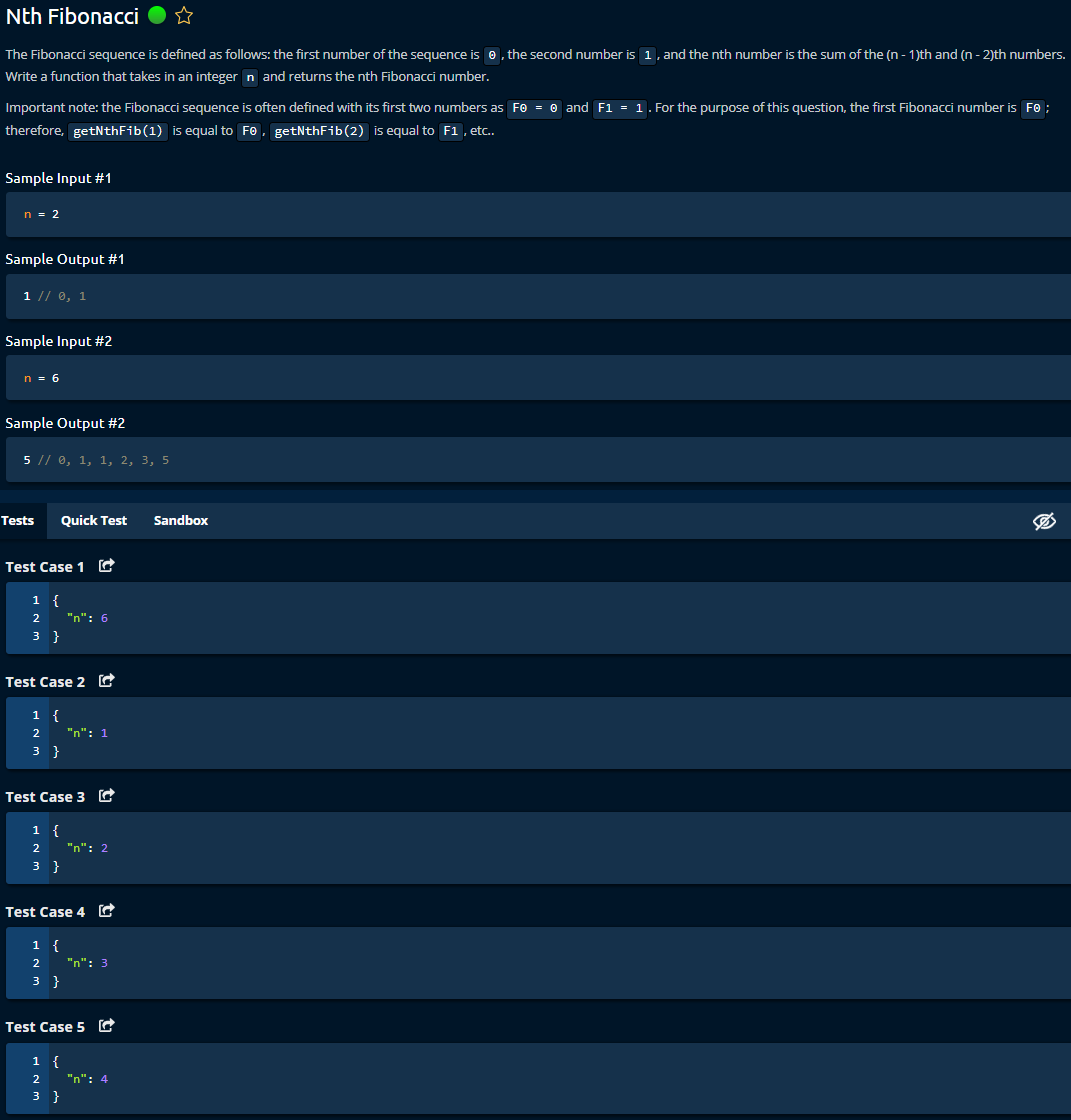 Nth Fibonacci
The Fibonacci sequence is defined as follows: the first number of the sequence is 0, the second number is 1, and the nth number is the sum of the (n - 1)th and (n - 2)th numbers.
Write a function that takes in an integer n and returns the nth Fibonacci number.
Important note: the Fibonacci sequence is often defined with its first two numbers as F0 = 0 and F1 = 1. For the purpose of this question, the first Fibonacci number is F0;
therefore, getNthFib(1) is equal to F0, getNthFib(2) is equal to F1, etc..
Sample Input #1
n = 2
Sample Output #1
1 // 0, 1
Sample Input #2
n = 6
Sample Output #2
5 // 0, 1, 1, 2, 3, 5
Tests Quick Test Sandbox
Test Case 1
1 {
2 "n": 6
3 }
Test Case 2
1 {
2 "n": 1
3 }
Test Case 3
1 {
2 "n": 2
3 }
Test Case 4
1 {
2 "n": 3
3 }
Test Case 5
1 {
2 "n": 4
3 }